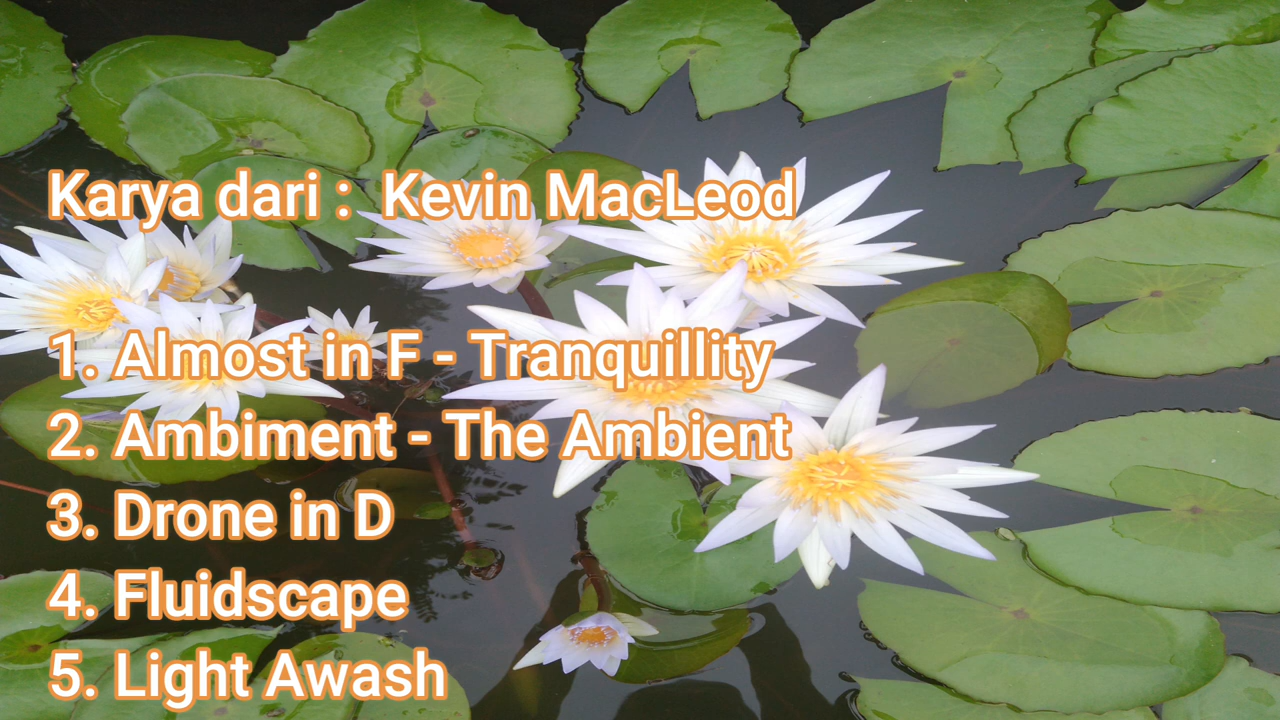 Karya dari :  Kevin MacLeod
1. Almost in F - Tranquillity
2. Ambiment - The Ambient
3. Drone in D
4. Fluidscape
5. Light Awash